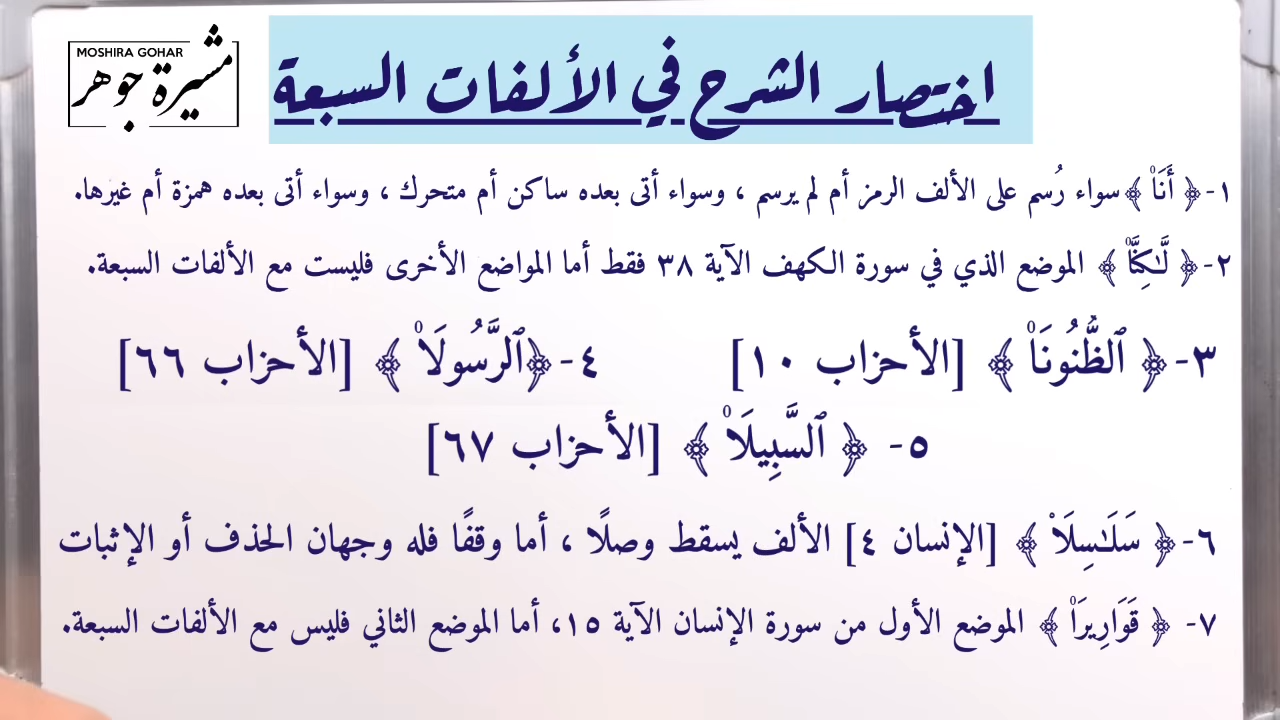 MOSHIRA GOHAR
مشيرة جوهر
اختصار الشرح في الألفات السبعة
١- ﴿ أَنَا۠ ﴾ سواء رُسم على الألف الرمز أم لم يرسم ، وسواء أتى بعده ساكن أم متحرك ، وسواء أتى بعده همزة أم غيرها.
٢- ﴿ لَّـٰكِنَّا۠ ﴾ الموضع الذي في سورة الكهف الآية ٣٨ فقط أما المواضع الأخرى فليست مع الألفات السبعة.
٣- ﴿ ٱلظُّنُونَا۠ ﴾ [الأحزاب ١٠] ٤- ﴿ٱلرَّسُولَا۠ ﴾ [الأحزاب ٦٦]
٥- ﴿ ٱلسَّبِيلَا۠ ﴾ [الأحزاب ٦٧]
٦- ﴿ سَلَـٰسِلَا۠ ﴾ [الإنسان ٤] الألف يسقط وصلًا ، أما وقفًا فله وجهان الحذف أو الإثبات
٧- ﴿ قَوَارِيرَا۠ ﴾ الموضع الأول من سورة الإنسان الآية ١٥، أما الموضع الثاني فليس مع الألفات السبعة.